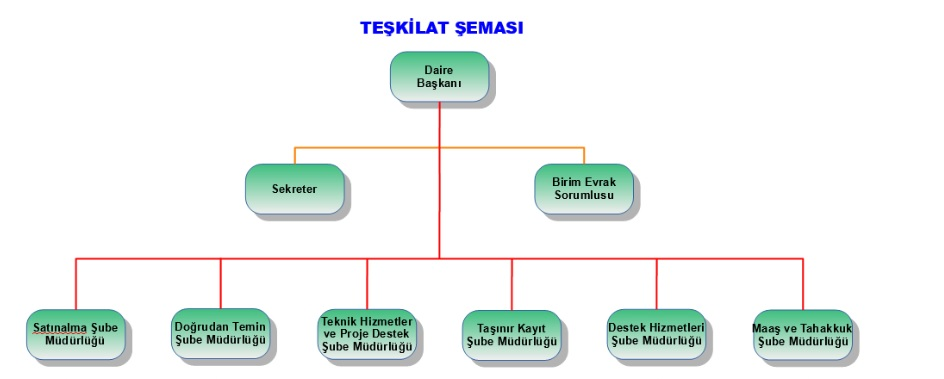 TEŞKİLAT ŞEMASI
Daire
Başkanı
Sekreter
Birim Evrak
Sorumlusu
Satınalma Şube
Müdürlüğü
Doğrudan Temin
Şube Müdürlüğü
Teknik Hizmetler
ve Proje Destek
Şube Müdürlüğü
Taşınır Kayıt
Şube Müdürlüğü
Destek Hizmetleri
Şube Müdürlüğü
Maaş ve Tahakkuk
Şube Müdürlüğü